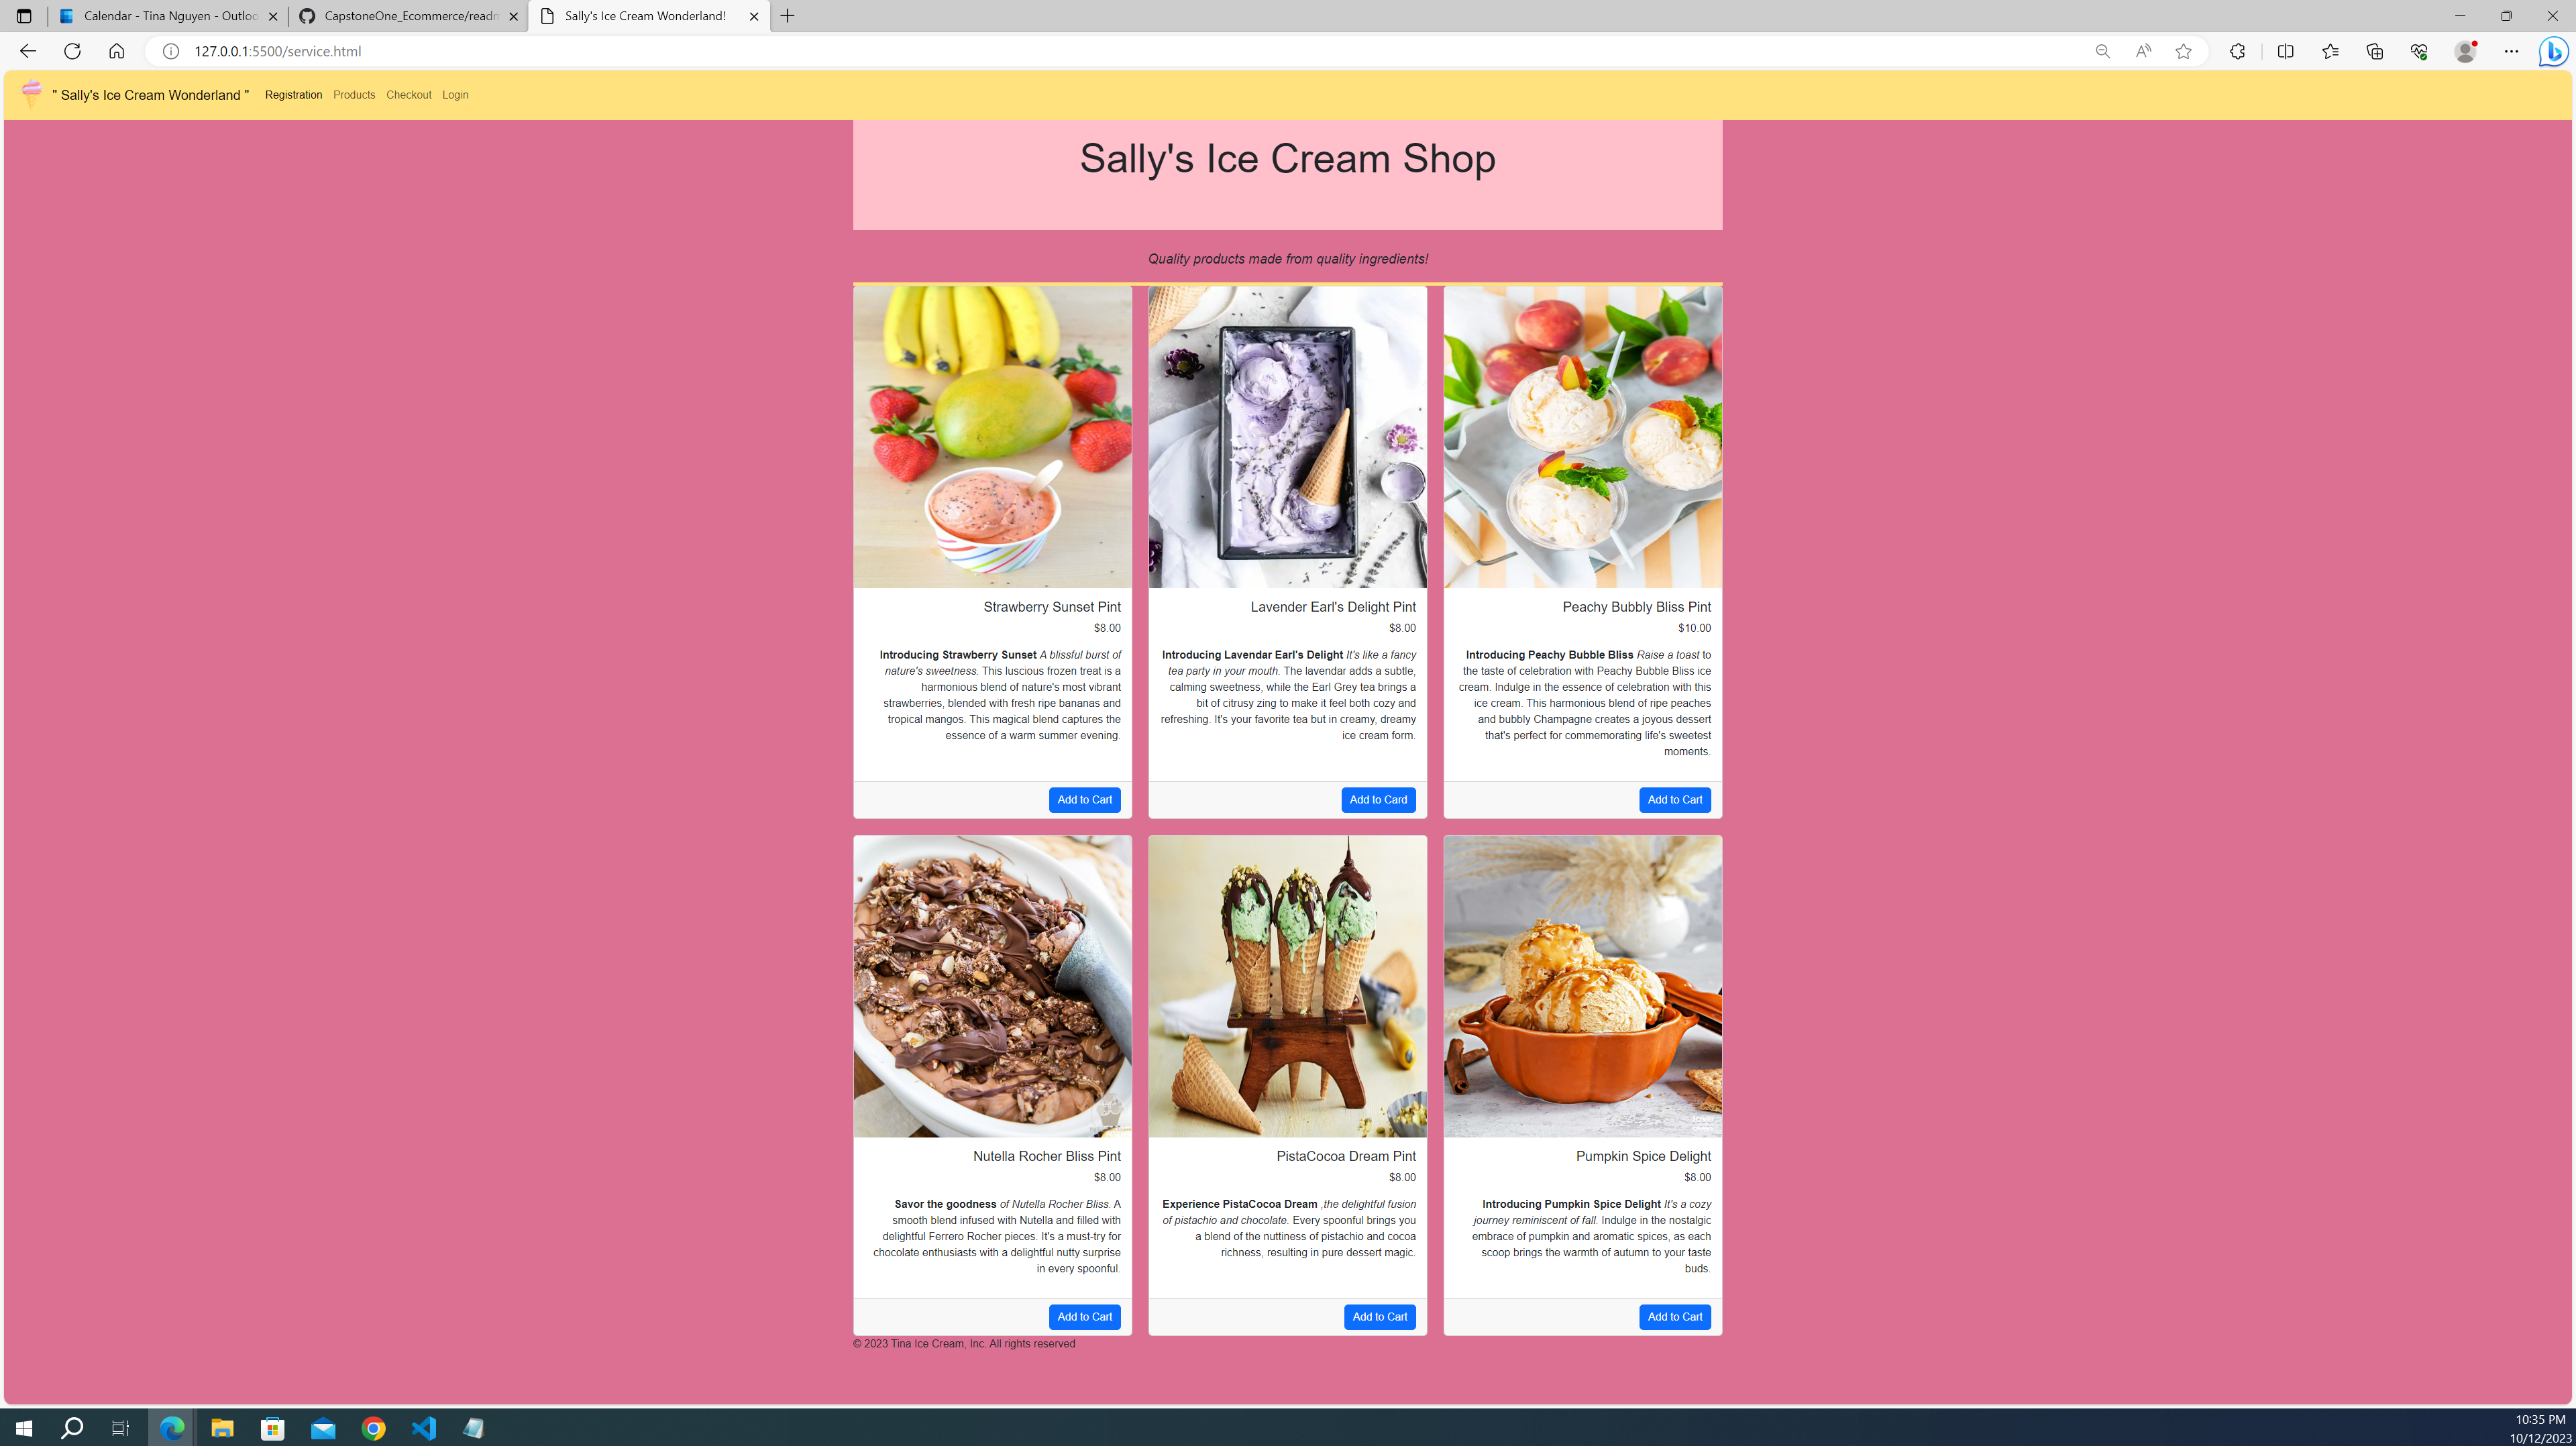 Calendar - Tina Nguyen - Outloo
CapstoneOne_Ecommerce/readm
Sally's Ice Cream Wonderland!
127.0.0.1:5500/service.html
" Sally's Ice Cream Wonderland " Registration Products Checkout Login
Sally's Ice Cream Shop
Quality products made from quality ingredients!
Strawberry Sunset Pint
$8.00
Introducing Strawberry Sunset A blissful burst of
nature's sweetness. This luscious frozen treat is a
harmonious blend of nature's most vibrant
strawberries, blended with fresh ripe bananas and
tropical mangos. This magical blend captures the
essence of a warm summer evening.
Add to Cart
Lavender Earl's Delight Pint
$8.00
Introducing Lavendar Earl's Delight It's like a fancy
tea party in your mouth. The lavendar adds a subtle,
calming sweetness, while the Earl Grey tea brings a
bit of citrusy zing to make it feel both cozy and
refreshing. It's your favorite tea but in creamy, dreamy
ice cream form.
Add to Card
Peachy Bubbly Bliss Pint
$10.00
Introducing Peachy Bubble Bliss Raise a toast to
the taste of celebration with Peachy Bubble Bliss ice
cream. Indulge in the essence of celebration with this
ice cream. This harmonious blend of ripe peaches
and bubbly Champagne creates a joyous dessert
that's perfect for commemorating life's sweetest
moments.
Add to Cart
Nutella Rocher Bliss Pint
$8.00
Savor the goodness of Nutella Rocher Bliss. A
smooth blend infused with Nutella and filled with
delightful Ferrero Rocher pieces. It's a must-try for
chocolate enthusiasts with a delightful nutty surprise
in every spoonful.
Add to Cart
PistaCocoa Dream Pint
$8.00
Experience PistaCocoa Dream ,the delightful fusion
of pistachio and chocolate. Every spoonful brings you
a blend of the nuttiness of pistachio and cocoa
richness, resulting in pure dessert magic.
Add to Cart
Pumpkin Spice Delight
$8.00
Introducing Pumpkin Spice Delight It's a cozy
journey reminiscent of fall. Indulge in the nostalgic
embrace of pumpkin and aromatic spices, as each
scoop brings the warmth of autumn to your taste
buds.
Add to Cart
© 2023 Tina Ice Cream, Inc. All rights reserved
10:35 PM
10/12/2023